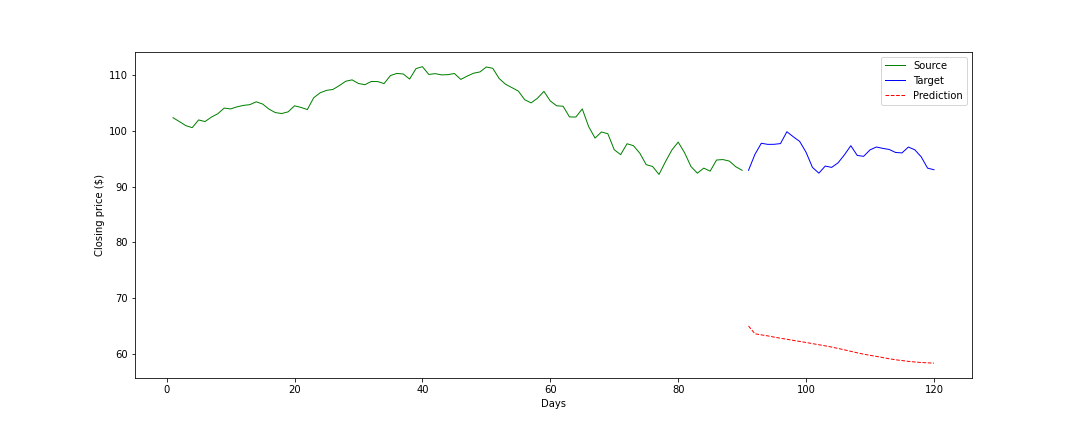 Source
Target
Prediction
110
100
90
80
70
60
Closing price ($)
0 20 40 60 80 100 120
Days